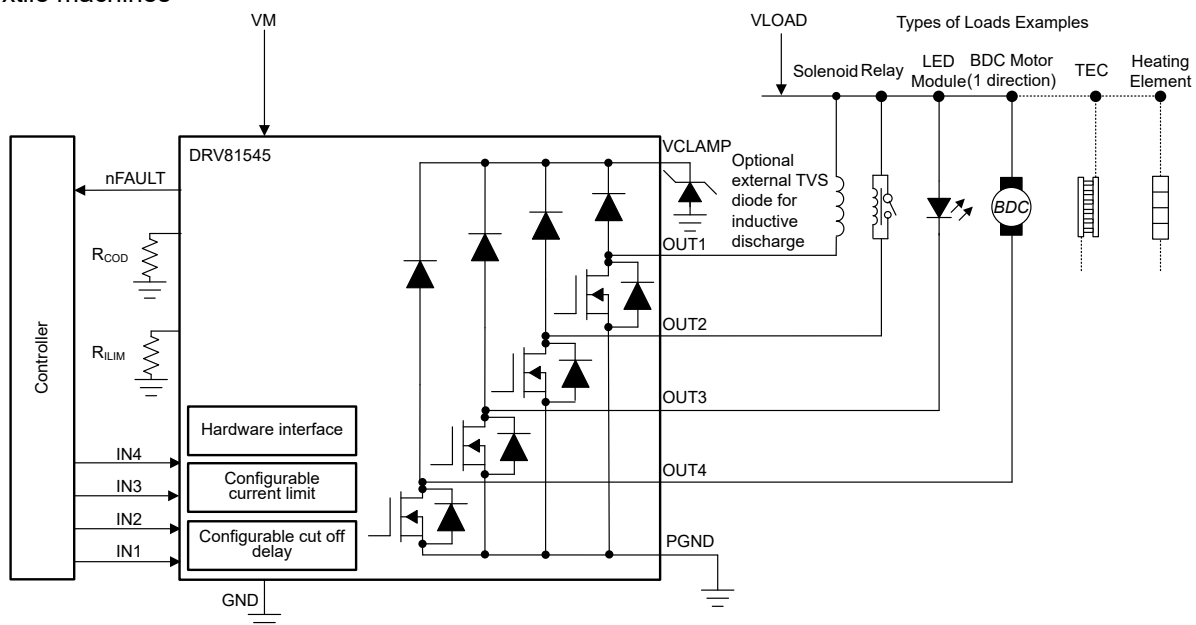 VM
VLOAD
Types of Loads Examples
Solenoid
Relay
LED
Module
BDC Motor
(1 direction)
TEC
Heating
Element
DRV81545
VCLAMP
Optional
external TVS
diode for
inductive
discharge
nFAULT
RCOD
RILIM
Controller
BDC
OUT1
OUT2
OUT3
OUT4
Hardware interface
Configurable
current limit
Configurable cut off
delay
IN4
IN3
IN2
IN1
PGND
GND